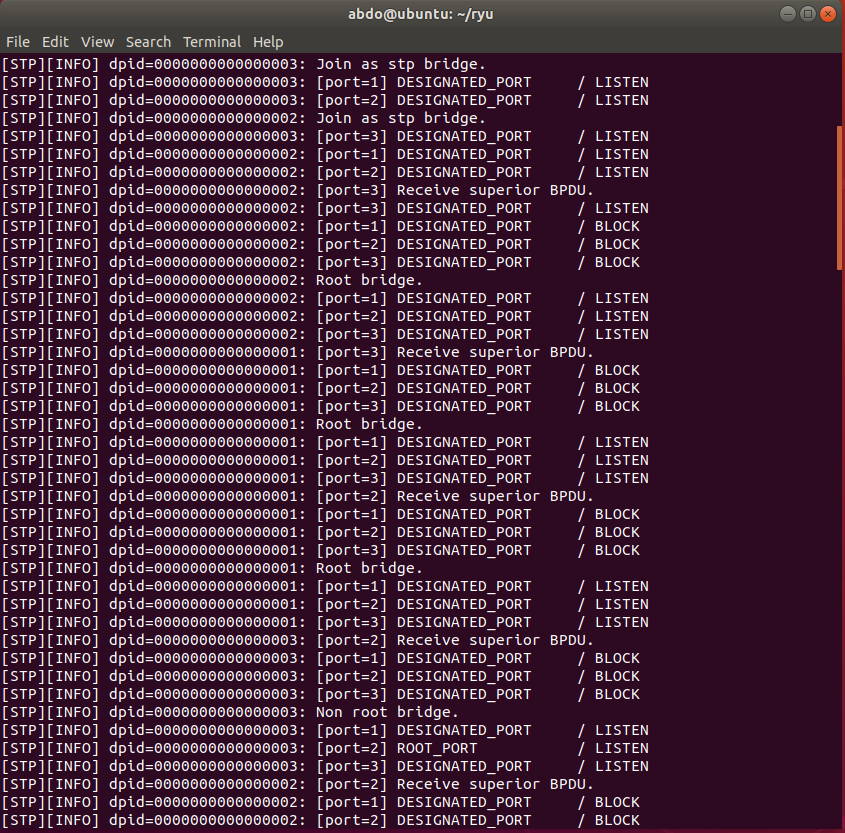 abdo@ubuntu: ~/ryu
File Edit View Search Terminal Help
[STP][INFO] dpid=0000000000000003: Join as stp bridge.
[STP][INFO] dpid=0000000000000003: [port=1] DESIGNATED_PORT     / LISTEN
[STP][INFO] dpid=0000000000000003: [port=2] DESIGNATED_PORT     / LISTEN
[STP][INFO] dpid=0000000000000002: Join as stp bridge.
[STP][INFO] dpid=0000000000000003: [port=3] DESIGNATED_PORT     / LISTEN
[STP][INFO] dpid=0000000000000002: [port=1] DESIGNATED_PORT     / LISTEN
[STP][INFO] dpid=0000000000000002: [port=2] DESIGNATED_PORT     / LISTEN
[STP][INFO] dpid=0000000000000002: [port=3] Receive superior BPDU.
[STP][INFO] dpid=0000000000000002: [port=3] DESIGNATED_PORT     / LISTEN
[STP][INFO] dpid=0000000000000002: [port=1] DESIGNATED_PORT     / BLOCK
[STP][INFO] dpid=0000000000000002: [port=2] DESIGNATED_PORT     / BLOCK
[STP][INFO] dpid=0000000000000002: [port=3] DESIGNATED_PORT     / BLOCK
[STP][INFO] dpid=0000000000000002: Root bridge.
[STP][INFO] dpid=0000000000000002: [port=1] DESIGNATED_PORT     / LISTEN
[STP][INFO] dpid=0000000000000002: [port=2] DESIGNATED_PORT     / LISTEN
[STP][INFO] dpid=0000000000000002: [port=3] DESIGNATED_PORT     / LISTEN
[STP][INFO] dpid=0000000000000001: [port=3] Receive superior BPDU.
[STP][INFO] dpid=0000000000000001: [port=1] DESIGNATED_PORT     / BLOCK
[STP][INFO] dpid=0000000000000001: [port=2] DESIGNATED_PORT     / BLOCK
[STP][INFO] dpid=0000000000000001: [port=3] DESIGNATED_PORT     / BLOCK
[STP][INFO] dpid=0000000000000001: Root bridge.
[STP][INFO] dpid=0000000000000001: [port=1] DESIGNATED_PORT     / LISTEN
[STP][INFO] dpid=0000000000000001: [port=2] DESIGNATED_PORT     / LISTEN
[STP][INFO] dpid=0000000000000001: [port=3] DESIGNATED_PORT     / LISTEN
[STP][INFO] dpid=0000000000000001: [port=2] Receive superior BPDU.
[STP][INFO] dpid=0000000000000001: [port=1] DESIGNATED_PORT     / BLOCK
[STP][INFO] dpid=0000000000000001: [port=2] DESIGNATED_PORT     / BLOCK
[STP][INFO] dpid=0000000000000001: [port=3] DESIGNATED_PORT     / BLOCK
[STP][INFO] dpid=0000000000000001: Root bridge.
[STP][INFO] dpid=0000000000000001: [port=1] DESIGNATED_PORT     / LISTEN
[STP][INFO] dpid=0000000000000001: [port=2] DESIGNATED_PORT     / LISTEN
[STP][INFO] dpid=0000000000000001: [port=3] DESIGNATED_PORT     / LISTEN
[STP][INFO] dpid=0000000000000003: [port=2] Receive superior BPDU.
[STP][INFO] dpid=0000000000000003: [port=1] DESIGNATED_PORT     / BLOCK
[STP][INFO] dpid=0000000000000003: [port=2] DESIGNATED_PORT     / BLOCK
[STP][INFO] dpid=0000000000000003: [port=3] DESIGNATED_PORT     / BLOCK
[STP][INFO] dpid=0000000000000003: Non root bridge.
[STP][INFO] dpid=0000000000000003: [port=1] DESIGNATED_PORT     / LISTEN
[STP][INFO] dpid=0000000000000003: [port=2] ROOT_PORT           / LISTEN
[STP][INFO] dpid=0000000000000003: [port=3] DESIGNATED_PORT     / LISTEN
[STP][INFO] dpid=0000000000000002: [port=2] Receive superior BPDU.
[STP][INFO] dpid=0000000000000002: [port=1] DESIGNATED_PORT     / BLOCK
[STP][INFO] dpid=0000000000000002: [port=2] DESIGNATED_PORT     / BLOCK